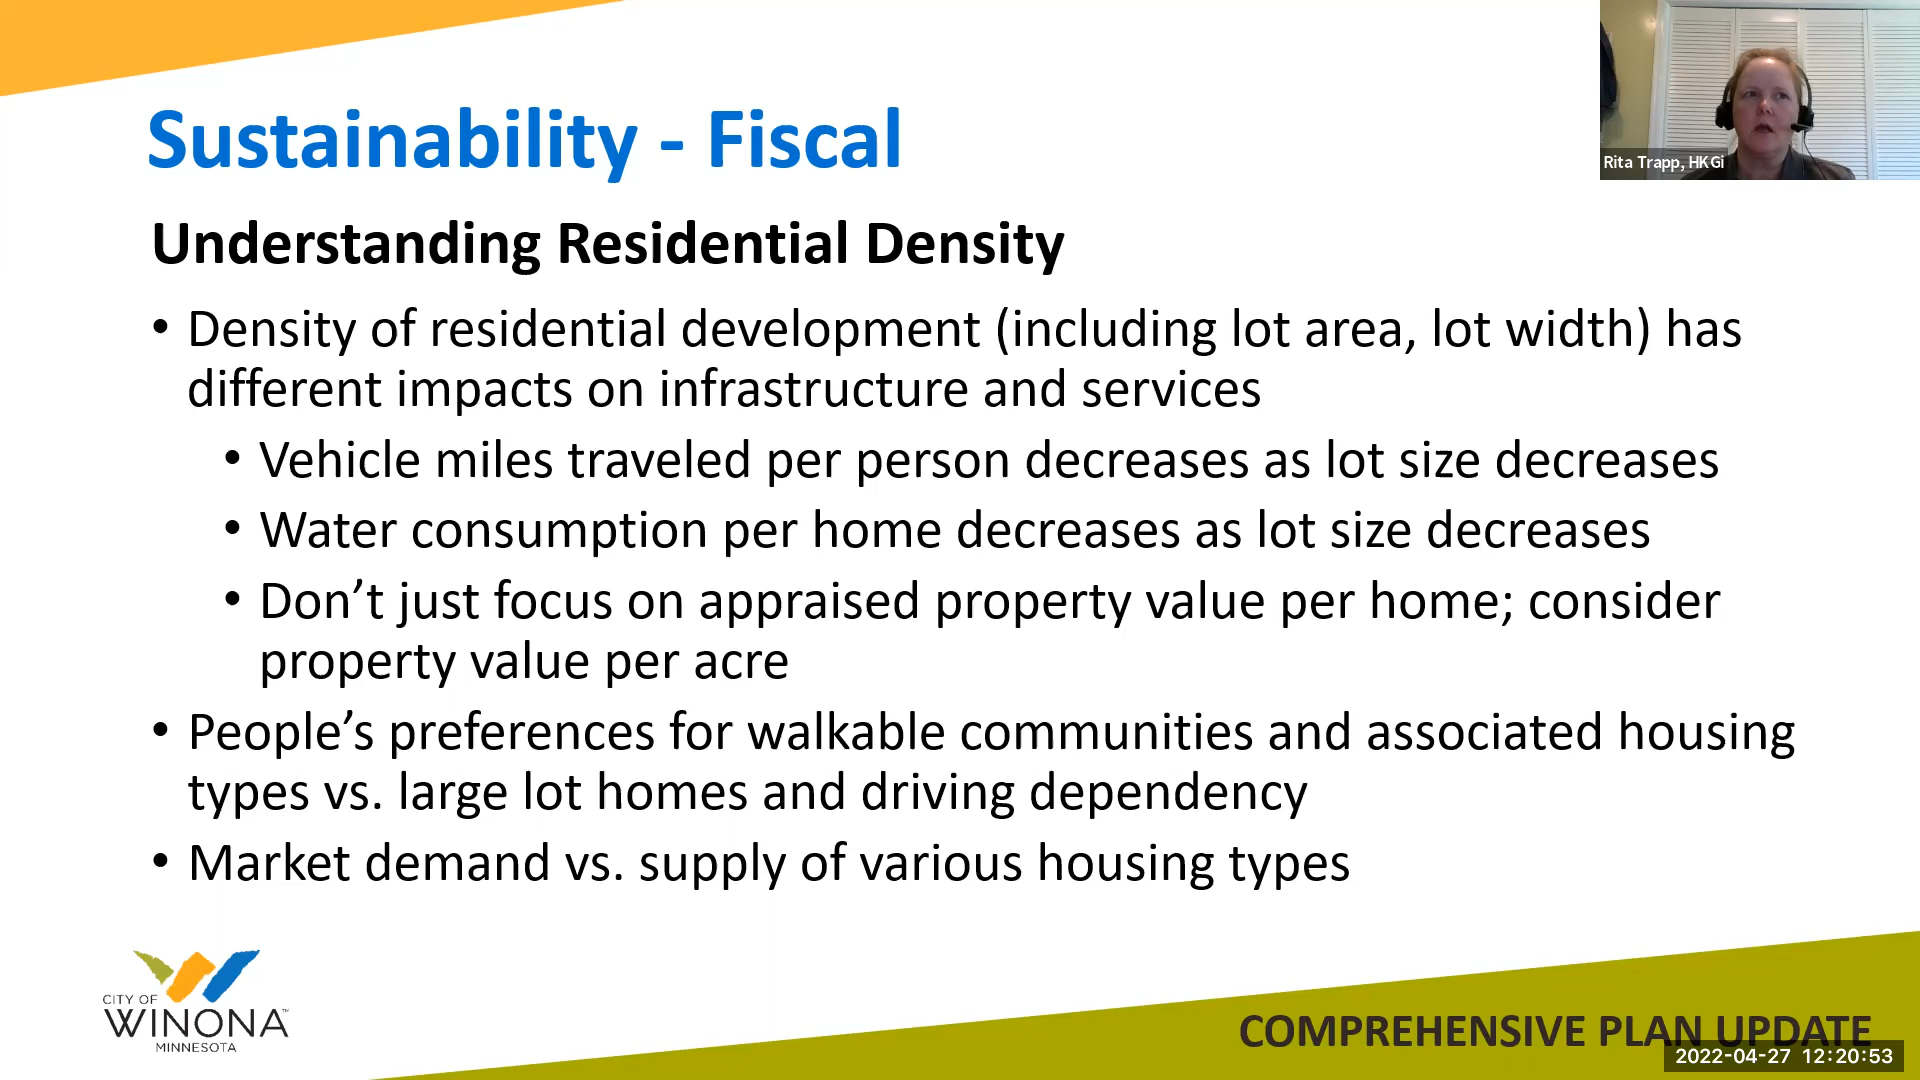 Sustainability - Fiscal
Rita Trapp, HKGi
Understanding Residential Density
• Density of residential development (including lot area, lot width) has
different impacts on infrastructure and services
• Vehicle miles traveled per person decreases as lot size decreases
• Water consumption per home decreases as lot size decreases
• Don’t just focus on appraised property value per home; consider
property value per acre
• People’s preferences for walkable communities and associated housing
types vs. large lot homes and driving dependency
• Market demand vs. supply of various housing types
CITY OF
WINONA™
MINNESOTA
COMPREHENSIVE PLAN UPDATE
2022-04-27 12:20:53